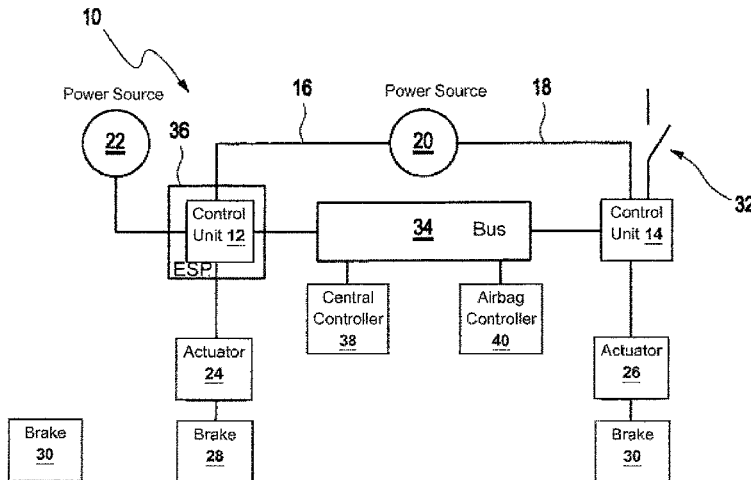 10
Power Source
22
36
16
Power Source
20
18
32
Control
Unit 12
ESP
34 Bus
Control
Unit 14
Central
Controller
38
Airbag
Controller
40
Actuator
24
Actuator
26
Brake
30
Brake
28
Brake
30